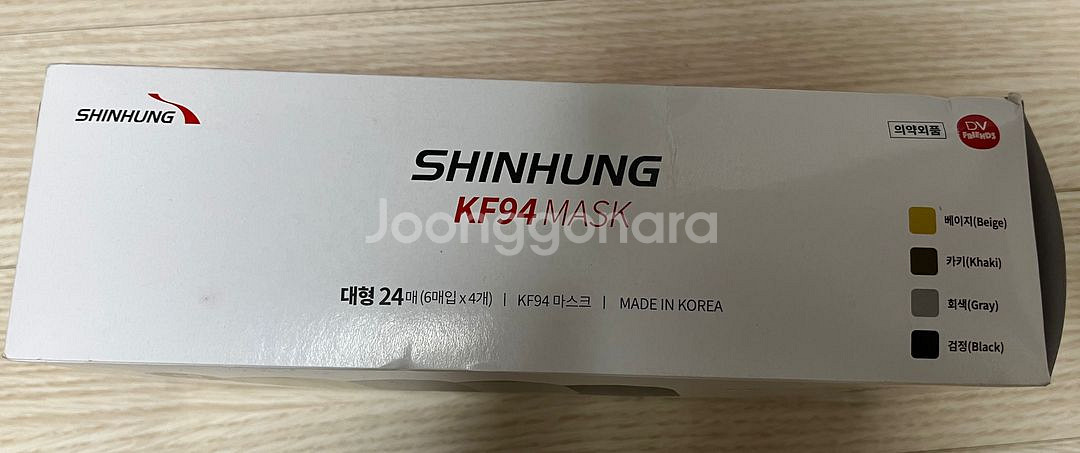 SHINHUNG
의약외품
DV
FRIENDS
SHINHUNG
KF94 MASK
Joonggonara
베이지(Beige)
카키(Khaki)
회색(Gray)
검정(Black)
대형 24매 (6매입 x 4개) | KF94 마스크 | MADE IN KOREA